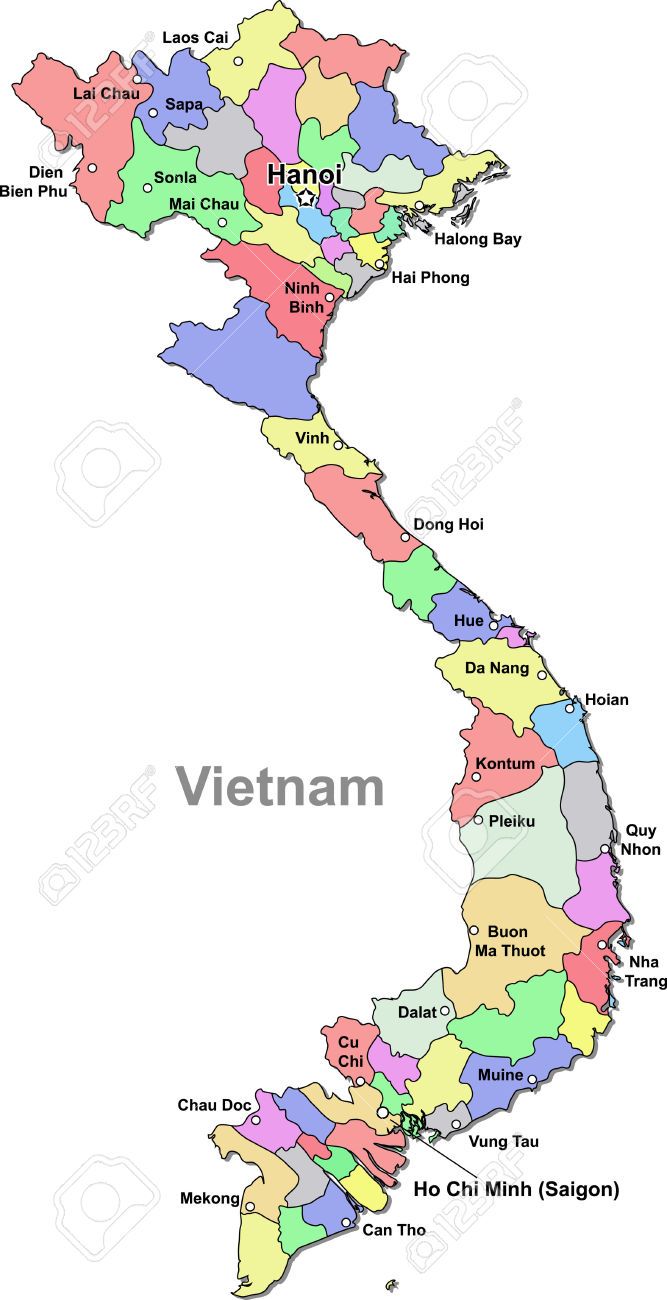 Laos Cai
Lai Chau
Sapa
Dien
Bien Phu
Sonla
Mai Chau
Hanoi
Halong Bay
Hai Phong
Ninh
Binh
Vinh
Dong Hoi
Hue
Da Nang
Hoian
Kontum
Vietnam
Pleiku
Quy
Nhon
Buon
Ma Thuot
Nha
Trang
Dalat
Cu
Chi
Muine
Chau Doc
Vung Tau
Ho Chi Minh (Saigon)
Mekong
Can Tho
123RF
123RF
123RF
123RF
123RF
123RF
123RF